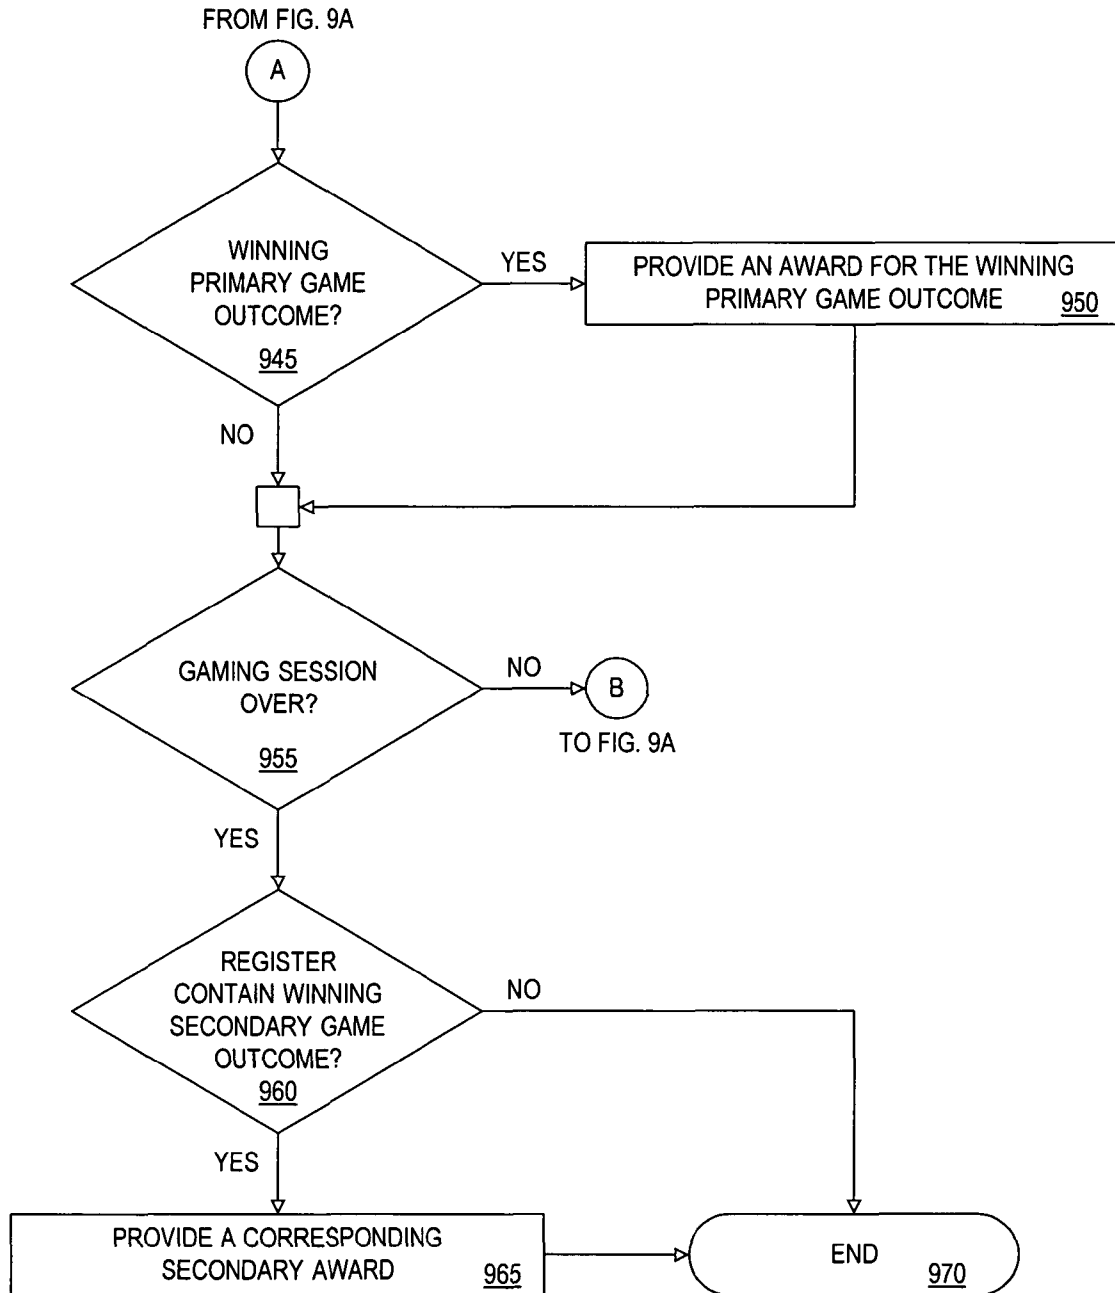 FROM FIG. 9A
A
WINNING
PRIMARY GAME
OUTCOME?
945
YES
PROVIDE AN AWARD FOR THE WINNING
PRIMARY GAME OUTCOME 950
NO
GAMING SESSION
OVER?
955
NO
B
TO FIG. 9A
YES
REGISTER
CONTAIN WINNING
SECONDARY GAME
OUTCOME?
960
NO
YES
PROVIDE A CORRESPONDING
SECONDARY AWARD 965
END
970